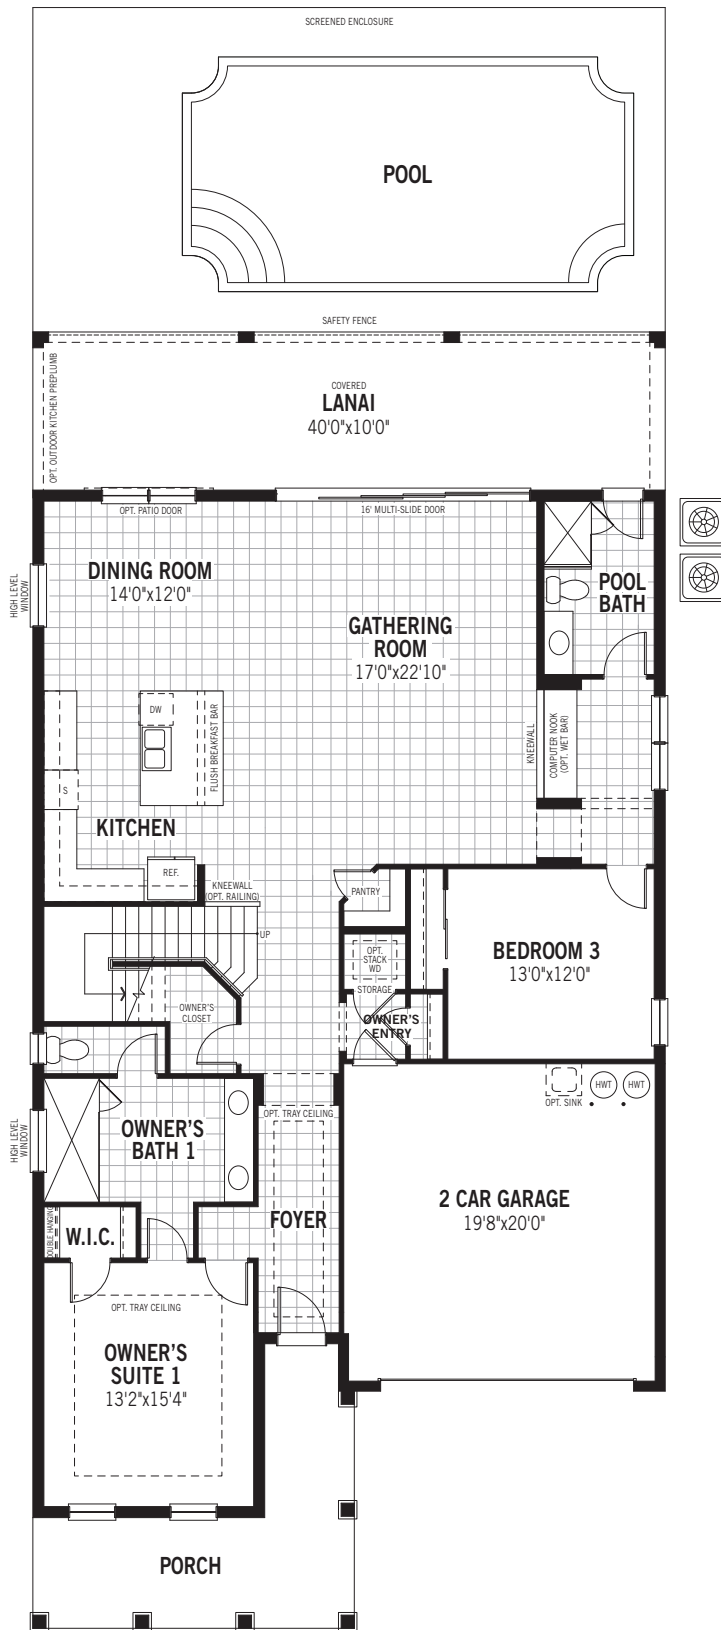 SCREENED ENCLOSURE
POOL
SAFETY FENCE
OPT. OUTDOOR KITCHEN PREPLUMB
COVERED
LANAI
40'0"x10'0"
OPT. PATIO DOOR
16' MULTI-SLIDE DOOR
HIGH LEVEL
WINDOW
DINING ROOM
14'0"x12'0"
POOL
BATH
GATHERING
ROOM
17'0"x22'10"
DW
FLUSH BREAKFAST BAR
KNEEWALL
COMPUTER NOOK
(OPT. WET BAR)
S
KITCHEN
REF.
KNEEWALL
(OPT. RAILING)
PANTRY
UP
OPT.
STACK
WD
STORAGE
BEDROOM 3
13'0"x12'0"
OWNER'S
CLOSET
OWNER'S
ENTRY
HIGH LEVEL
WINDOW
OPT. TRAY CEILING
OPT. SINK
HWT
HWT
OWNER'S
BATH 1
2 CAR GARAGE
19'8"x20'0"
DOUBLE HANGING
W.I.C.
FOYER
OPT. TRAY CEILING
OWNER'S
SUITE 1
13'2"x15'4"
PORCH